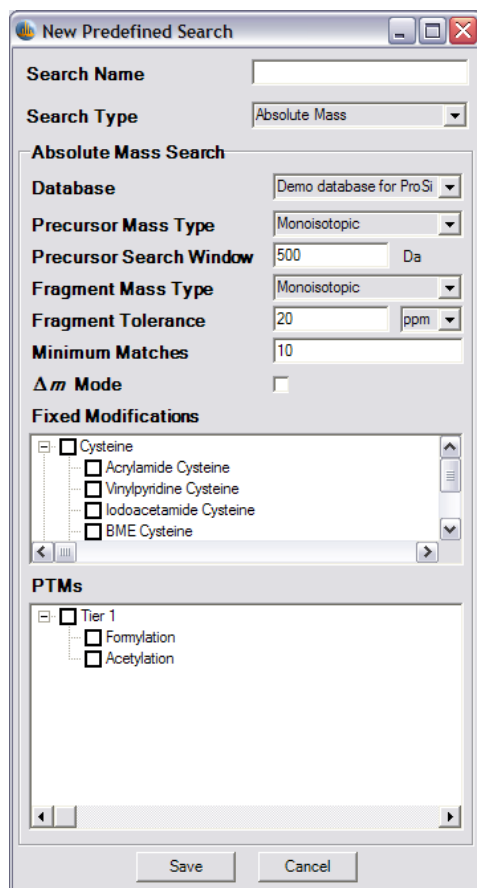 New Predefined Search
Search Name
Search Type Absolute Mass
Absolute Mass Search
Database Demo database for ProSi
Precursor Mass Type Monoisotopic
Precursor Search Window 500 Da
Fragment Mass Type Monoisotopic
Fragment Tolerance 20 ppm
Minimum Matches 10
Δm Mode
Fixed Modifications
Cysteine
Acrylamide Cysteine
Vinylpyridine Cysteine
Iodoacetamide Cysteine
BME Cysteine
PTMs
Tier 1
Formylation
Acetylation
Save Cancel